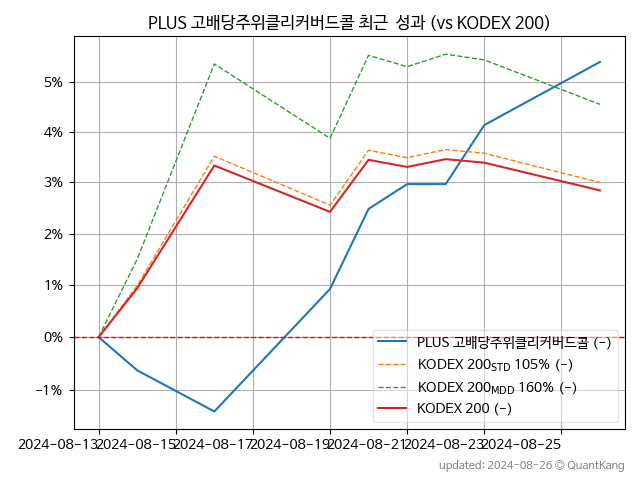 PLUS 고배당주위클리커버드콜 최근 성과 (vs KODEX 200)
5%
4%
3%
2%
1%
0%
−1%
PLUS 고배당주위클리커버드콜 (-)
KODEX 200STD 105% (-)
KODEX 200MDD 160% (-)
KODEX 200 (-)
2024-08-13 2024-08-15 2024-08-17 2024-08-19 2024-08-21 2024-08-23 2024-08-25
updated: 2024-08-26 © QuantKang